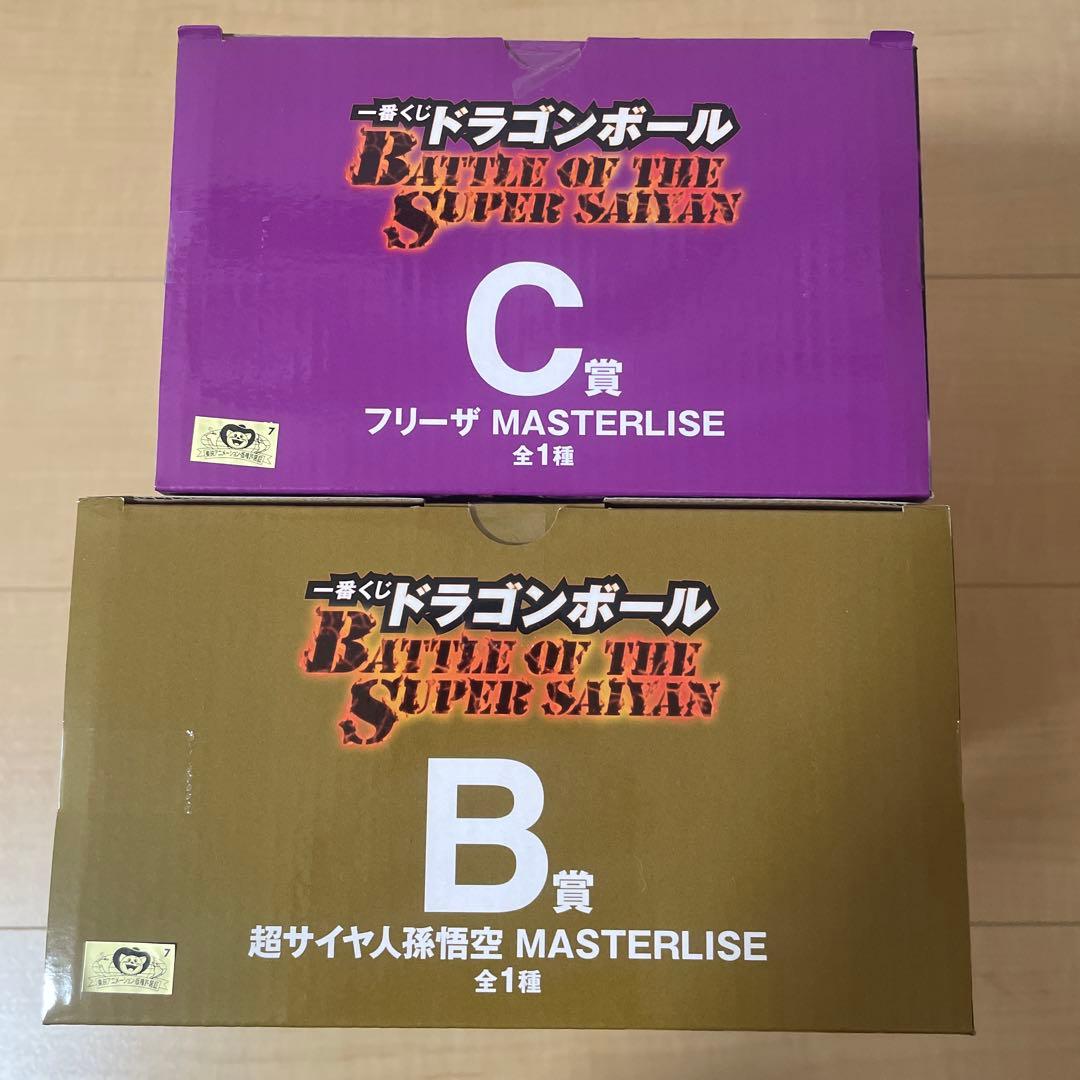 一番くじ ドラゴンボール
BATTLE OF THE
SUPER SAIYAN
C賞
フリーザ MASTERLISE
全1種
7
一番くじ ドラゴンボール
BATTLE OF THE
SUPER SAIYAN
B賞
超サイヤ人孫悟空 MASTERLISE
全1種
7